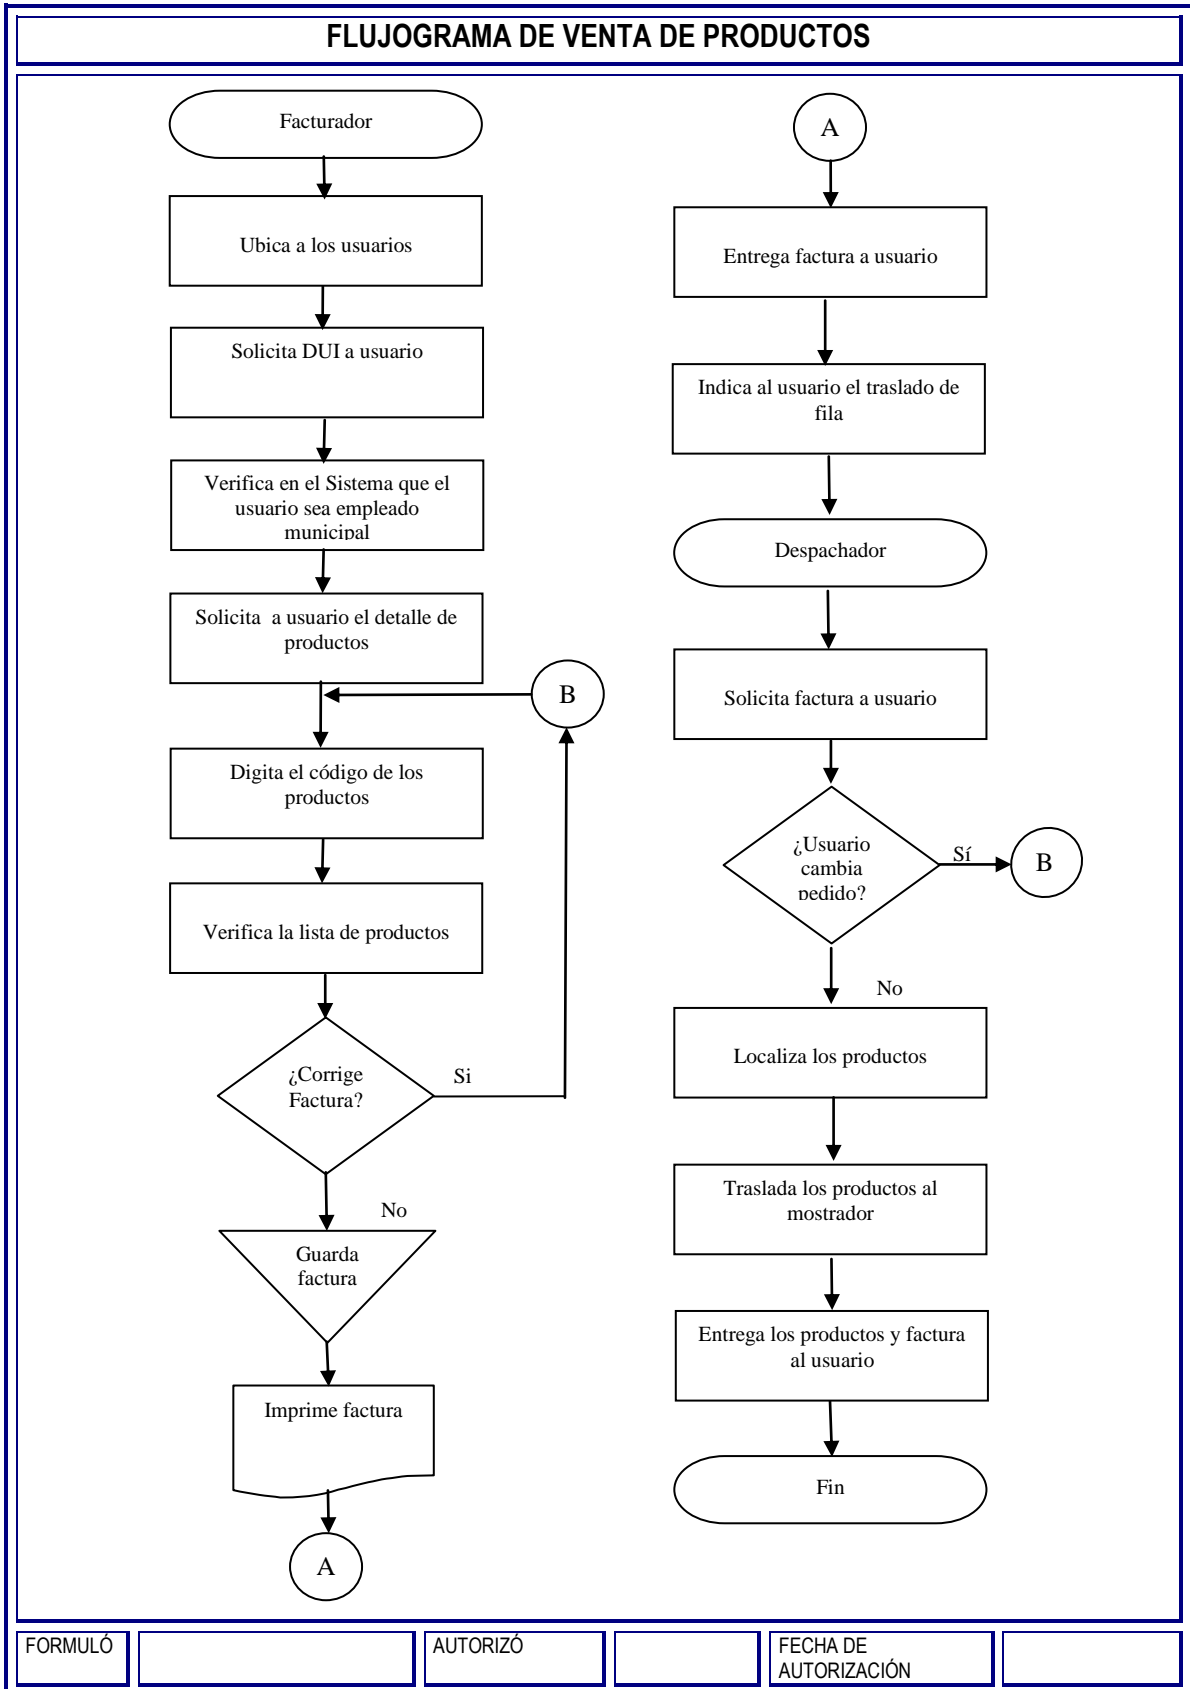 FLUJOGRAMA DE VENTA DE PRODUCTOS
Facturador
Ubica a los usuarios
Solicita DUI a usuario
Verifica en el Sistema que el
usuario sea empleado
municipal
Solicita  a usuario el detalle de
productos
B
Digita el código de los
productos
Verifica la lista de productos
¿Corrige
Factura?
Si
No
Guarda
factura
Imprime factura
A
A
Entrega factura a usuario
Indica al usuario el traslado de
fila
Despachador
Solicita factura a usuario
¿Usuario
cambia
pedido?
Sí
B
No
Localiza los productos
Traslada los productos al
mostrador
Entrega los productos y factura
al usuario
Fin
FORMULÓ
AUTORIZÓ
FECHA DE
AUTORIZACIÓN